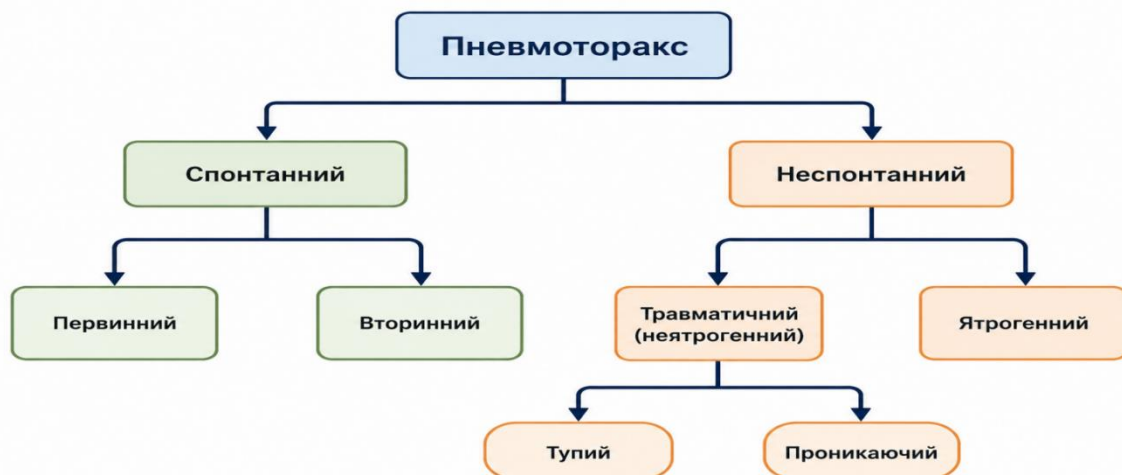 Пневмоторакс
Спонтанний
Неспонтанний
Первинний
Вторинний
Травматичний
(неятрогенний)
Ятрогенний
Тупий
Проникаючий